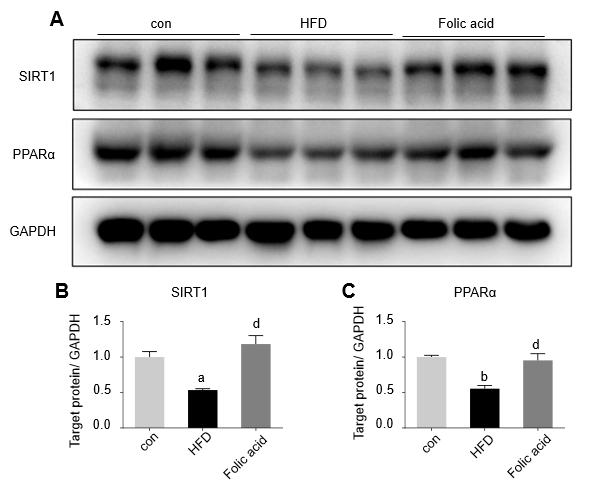 A
con HFD Folic acid
SIRT1
PPARα
GAPDH
B SIRT1
Target protein/ GAPDH
1.5
1.0
0.5
0.0
a
d
con HFD Folic acid
C PPARα
Target protein/ GAPDH
1.5
1.0
0.5
0.0
b
d
con HFD Folic acid